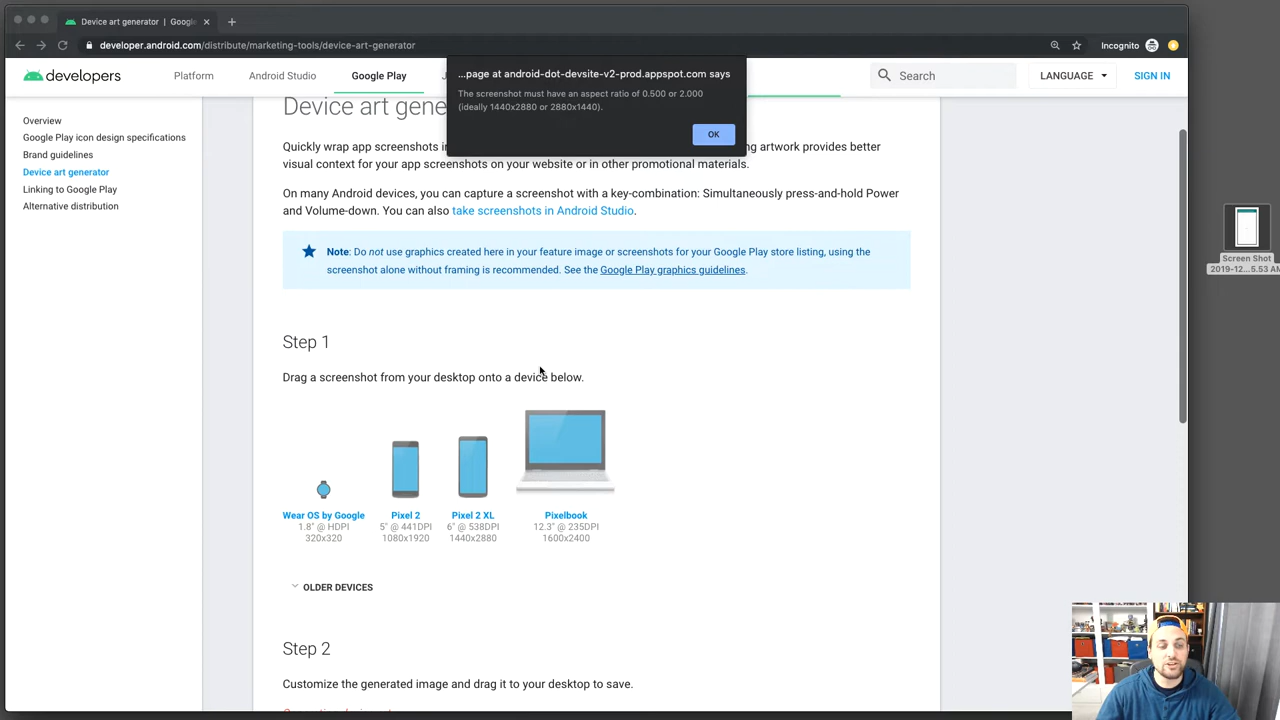 Device art generator | Googl
developer.android.com/distribute/marketing-tools/device-art-generator
Incognito
developers
Platform
Android Studio
Google Play
Search
LANGUAGE
SIGN IN
...page at android-dot-devsite-v2-prod.appspot.com says
The screenshot must have an aspect ratio of 0.500 or 2.000
(ideally 1440x2880 or 2880x1440).
OK
Overview
Google Play icon design specifications
Brand guidelines
Device art generator
Linking to Google Play
Alternative distribution
Device art gene
Quickly wrap app screenshots i
ng artwork provides better
visual context for your app screenshots on your website or in other promotional materials.
On many Android devices, you can capture a screenshot with a key-combination: Simultaneously press-and-hold Power
and Volume-down. You can also take screenshots in Android Studio.
Note: Do not use graphics created here in your feature image or screenshots for your Google Play store listing, using the
screenshot alone without framing is recommended. See the Google Play graphics guidelines.
Step 1
Drag a screenshot from your desktop onto a device below.
Wear OS by Google
1.8" @ HDPI
320x320
Pixel 2
5" @ 441DPI
1080x1920
Pixel 2 XL
6" @ 538DPI
1440x2880
Pixelbook
12.3" @ 235DPI
1600x2400
OLDER DEVICES
Step 2
Customize the generated image and drag it to your desktop to save.
Screen Shot
2019-12...5.53 AM